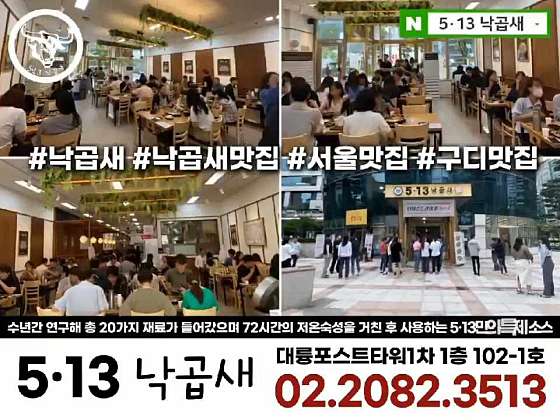 N 5·13 낙곱새
#낙곱새 #낙곱새맛집 #서울맛집 #구디맛집
5·13 낙곱새
수년간 연구해 총 20가지 재료가 들어갔으며 72시간의 저온숙성을 거친 후 사용하는 5·13만의특제소스
5·13 낙곱새
대륭포스트타워1차 1층 102-1호
02.2082.3513